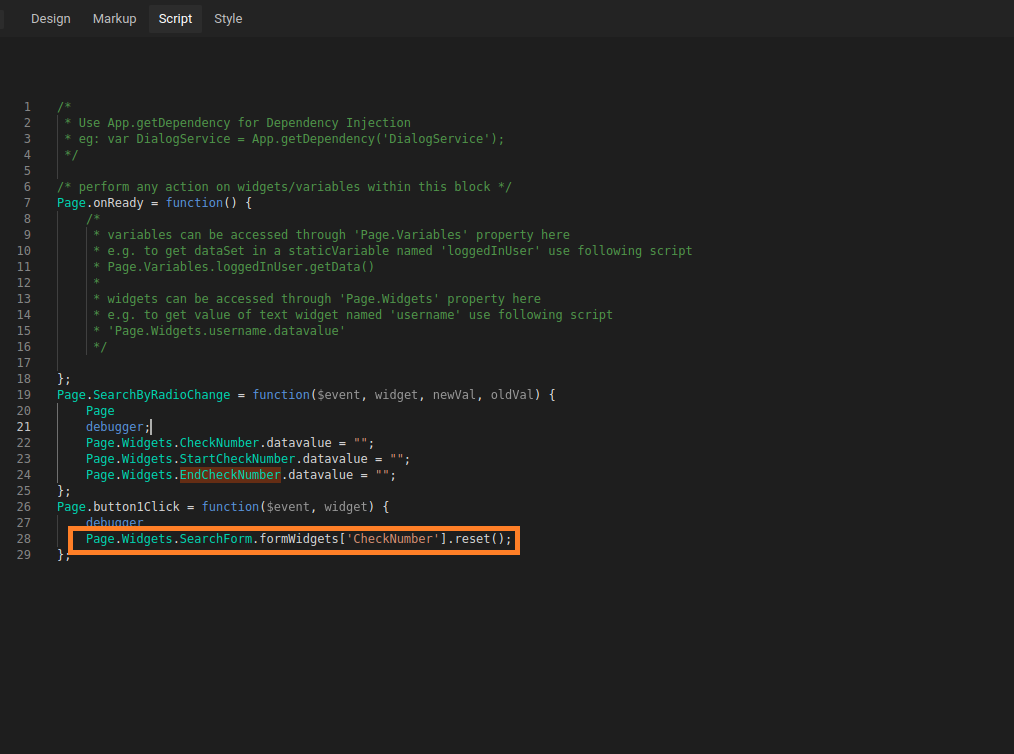 Design Markup Script Style
1 /*
2 * Use App.getDependency for Dependency Injection
3 * eg: var DialogService = App.getDependency('DialogService');
4 */
5
6 /* perform any action on widgets/variables within this block */
7 Page.onReady = function() {
8 /*
9 * variables can be accessed through 'Page.Variables' property here
10 * e.g. to get dataSet in a staticVariable named 'loggedInUser' use following script
11 * Page.Variables.loggedInUser.getData()
12 *
13 * widgets can be accessed through 'Page.Widgets' property here
14 * e.g. to get value of text widget named 'username' use following script
15 * 'Page.Widgets.username.datavalue'
16 */
17
18 };
19 Page.SearchByRadioChange = function($event, widget, newVal, oldVal) {
20 Page
21 debugger;
22 Page.Widgets.CheckNumber.datavalue = "";
23 Page.Widgets.StartCheckNumber.datavalue = "";
24 Page.Widgets.EndCheckNumber.datavalue = "";
25 };
26 Page.button1Click = function($event, widget) {
27 debugger
28 Page.Widgets.SearchForm.formWidgets['CheckNumber'].reset();
29 };